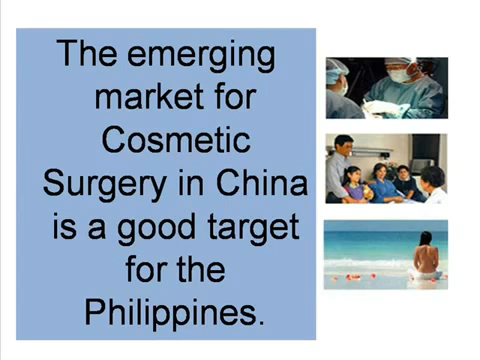 The emerging
market for
Cosmetic
Surgery in China
is a good target
for the
Philippines.